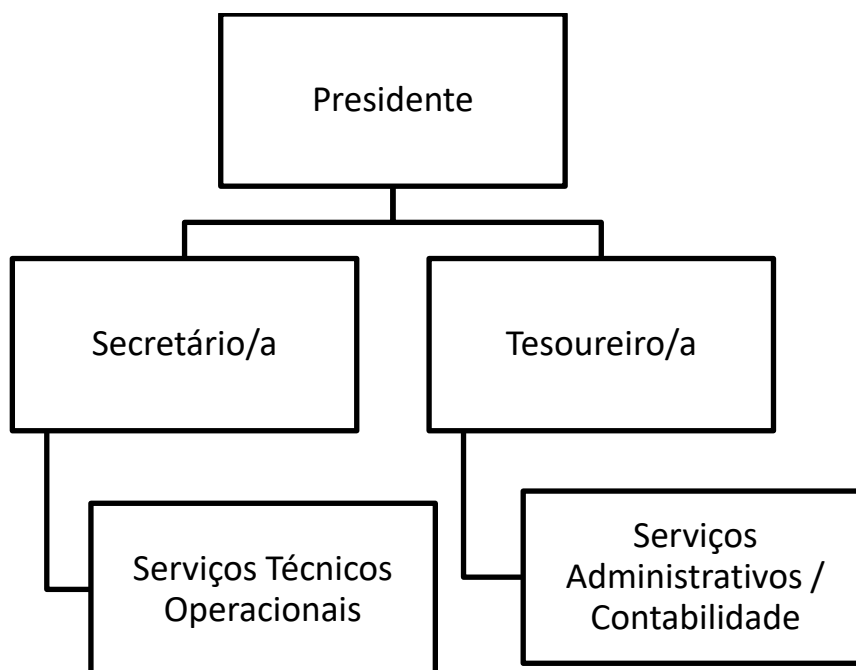 Presidente
Secretário/a
Tesoureiro/a
Serviços Técnicos
Operacionais
Serviços
Administrativos /
Contabilidade